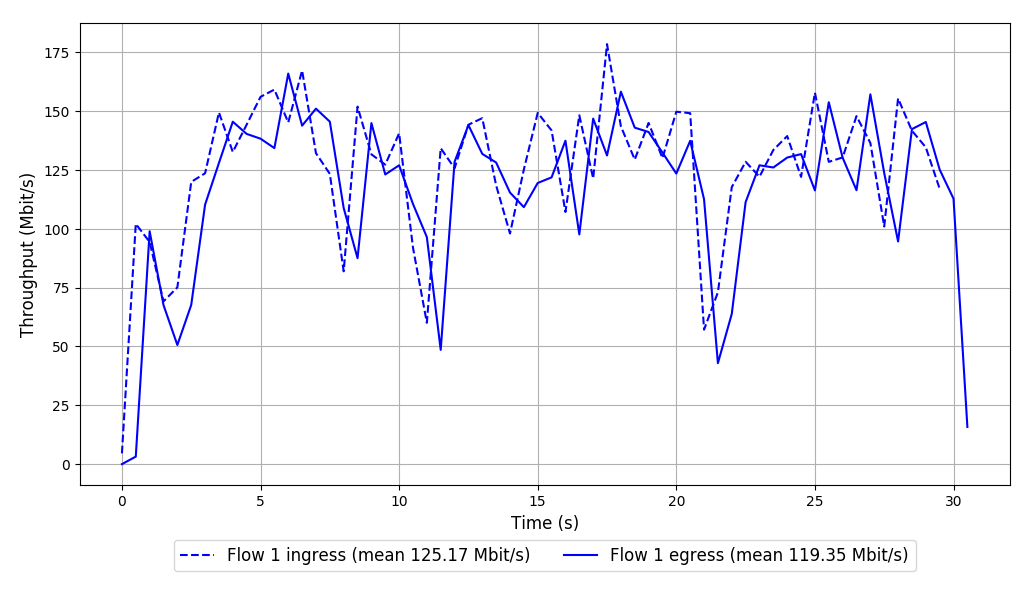 175
150
125
100
75
50
25
0
Throughput (Mbit/s)
0 5 10 15 20 25 30
Time (s)
Flow 1 ingress (mean 125.17 Mbit/s) Flow 1 egress (mean 119.35 Mbit/s)